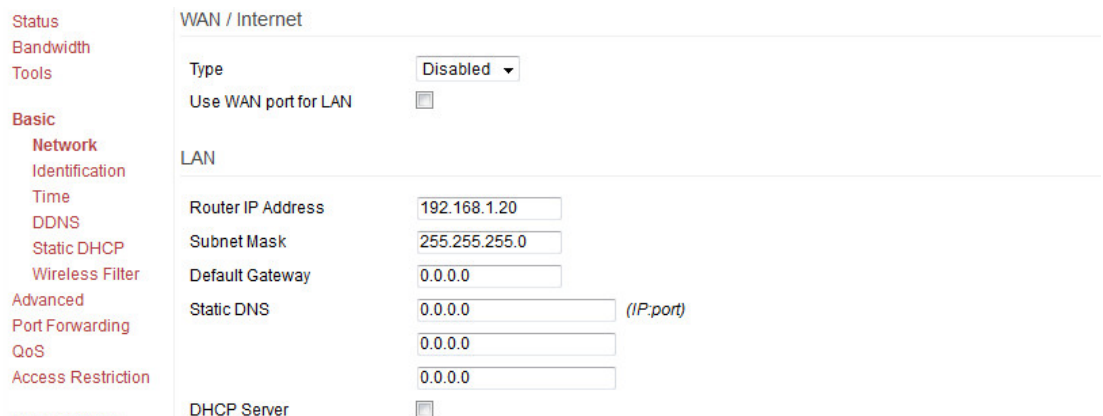 Status
Bandwidth
Tools
Basic
Network
Identification
Time
DDNS
Static DHCP
Wireless Filter
Advanced
Port Forwarding
QoS
Access Restriction
WAN / Internet
Type Disabled
Use WAN port for LAN
LAN
Router IP Address 192.168.1.20
Subnet Mask 255.255.255.0
Default Gateway 0.0.0.0
Static DNS 0.0.0.0 (IP:port)
0.0.0.0
0.0.0.0
DHCP Server